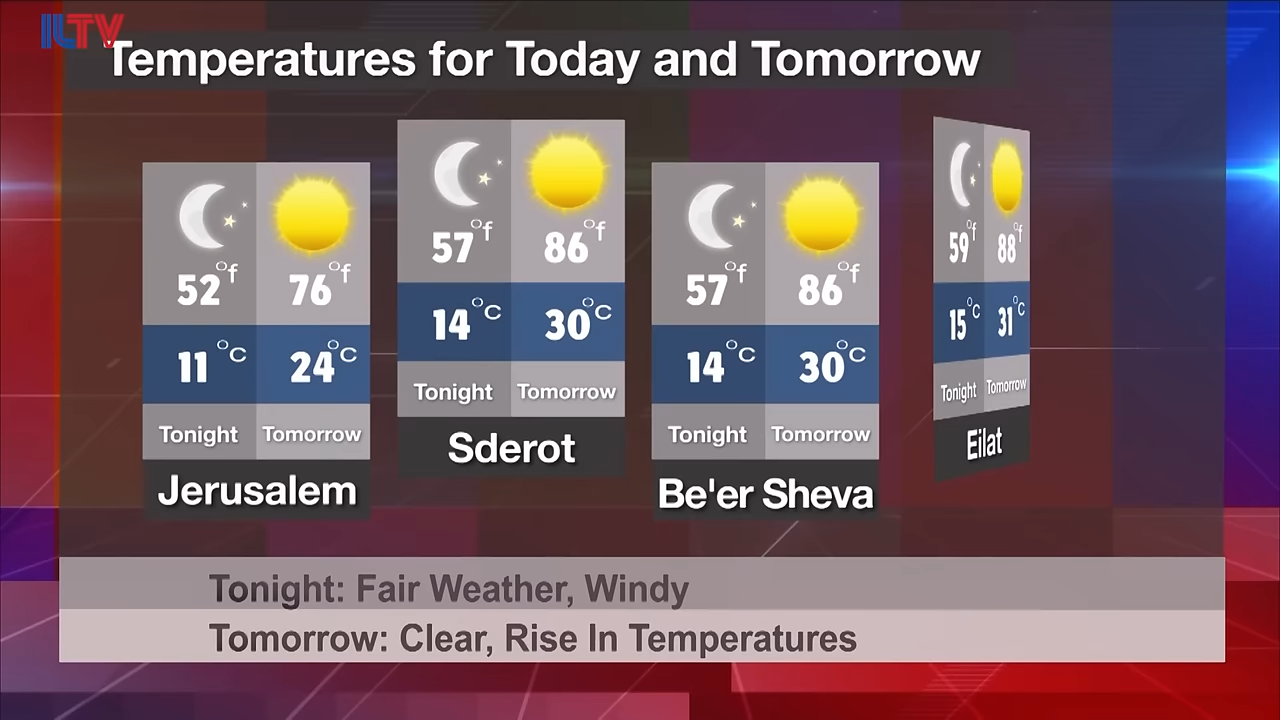 ILTV
Temperatures for Today and Tomorrow
52°f 76°f
11°C 24°C
Tonight Tomorrow
Jerusalem
57°f 86°f
14°C 30°C
Tonight Tomorrow
Sderot
57°f 86°f
14°C 30°C
Tonight Tomorrow
Be'er Sheva
59°f 88°f
15°C 31°C
Tonight Tomorrow
Eilat
Tonight: Fair Weather, Windy
Tomorrow: Clear, Rise In Temperatures